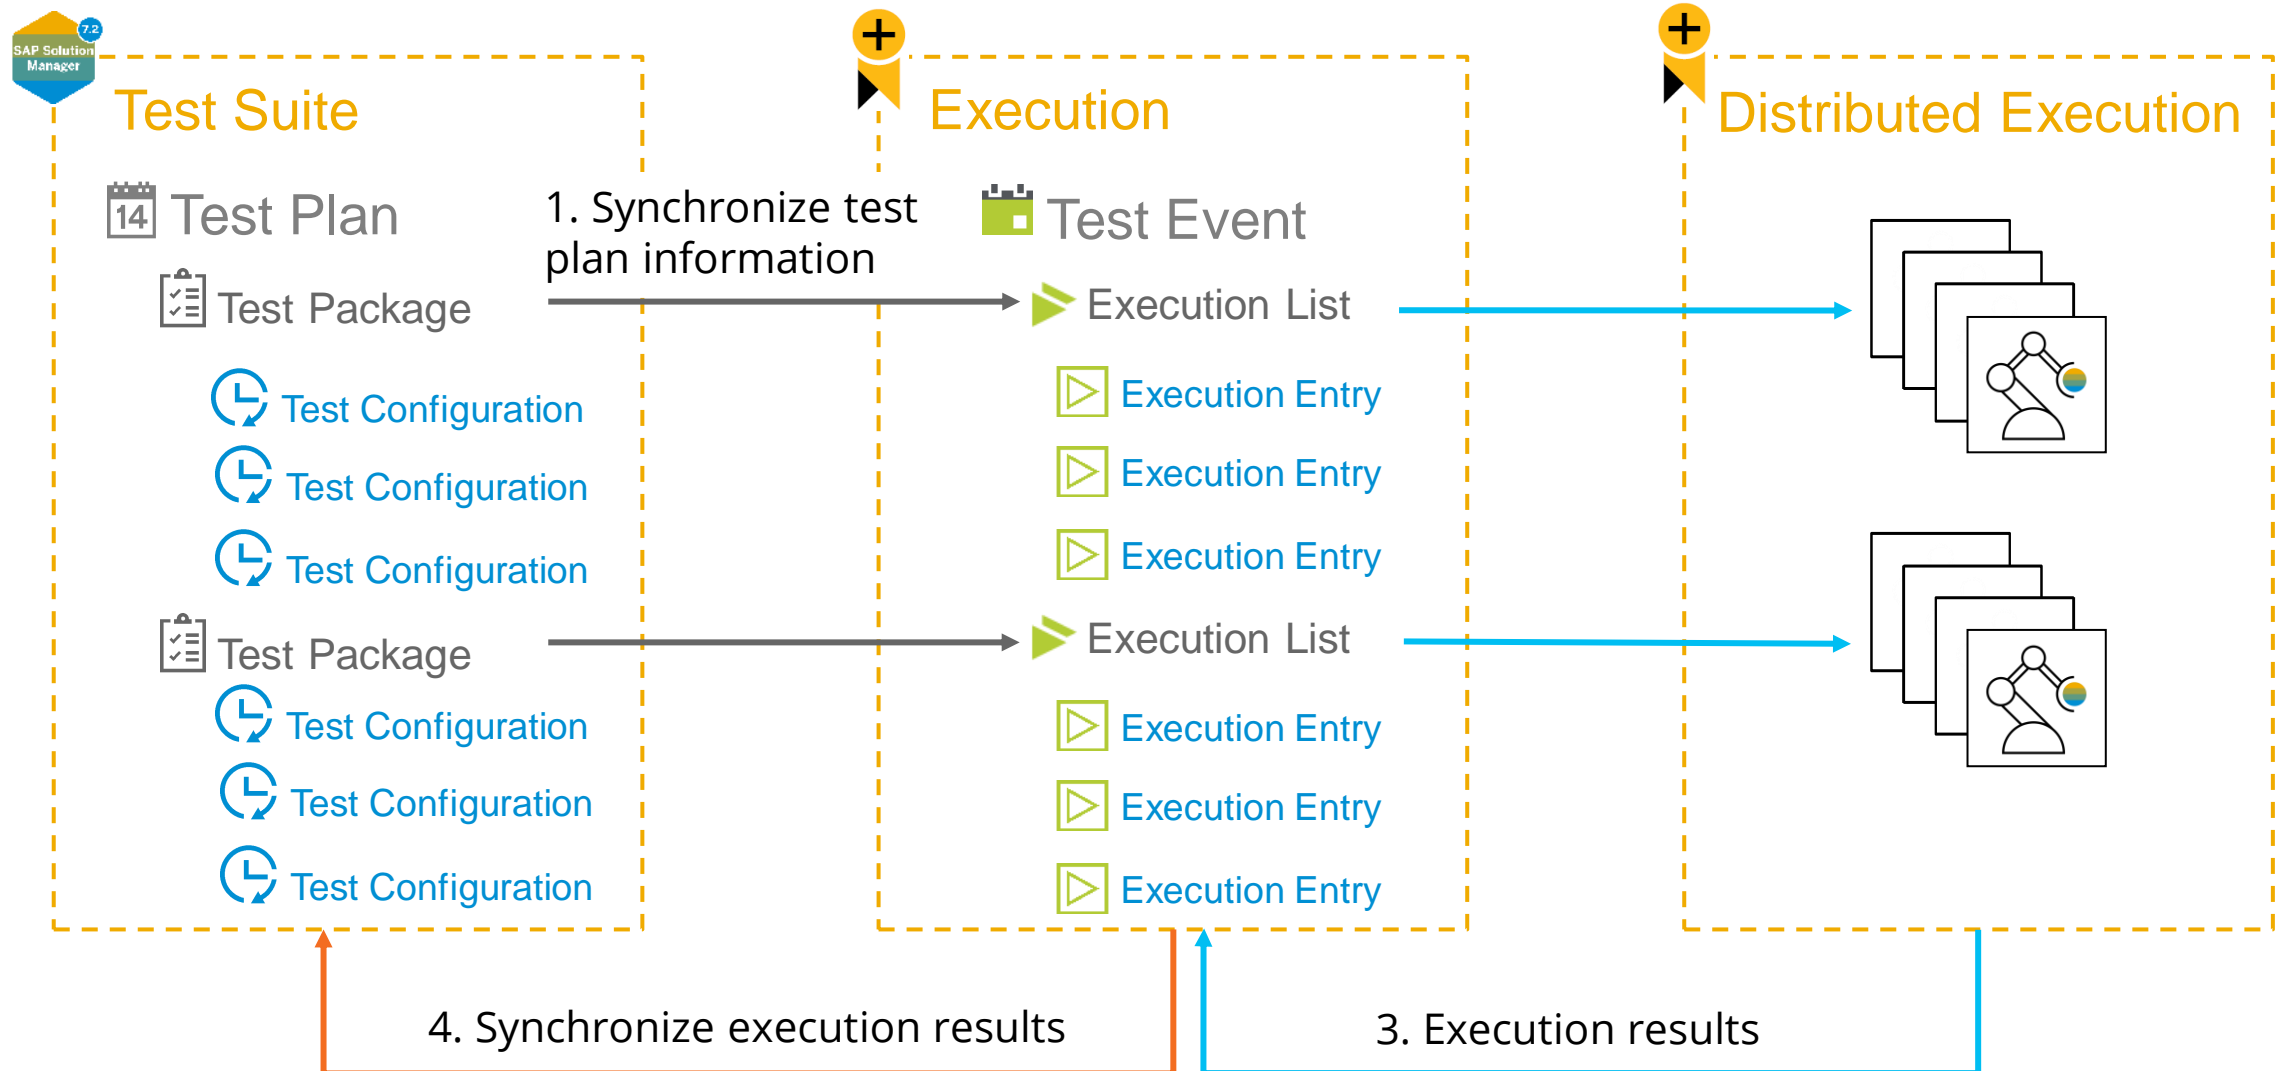 7.2
SAP Solution
Manager
Test Suite
14
Test Plan
Test Package
Test Configuration
Test Configuration
Test Configuration
Test Package
Test Configuration
Test Configuration
Test Configuration
1. Synchronize test
plan information
Execution
Test Event
Execution List
Execution Entry
Execution Entry
Execution Entry
Execution List
Execution Entry
Execution Entry
Execution Entry
Distributed Execution
4. Synchronize execution results
3. Execution results